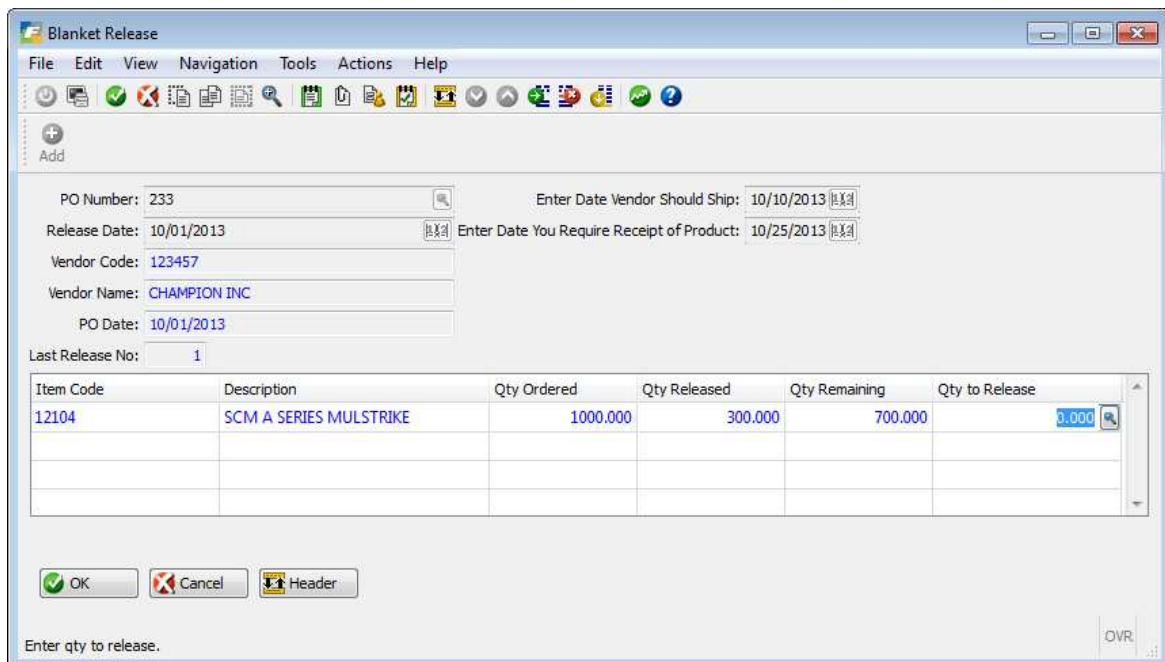 Blanket Release
File Edit View Navigation Tools Actions Help
Add
PO Number: 233 Enter Date Vendor Should Ship: 10/10/2013
Release Date: 10/01/2013 Enter Date You Require Receipt of Product: 10/25/2013
Vendor Code: 123457
Vendor Name: CHAMPION INC
PO Date: 10/01/2013
Last Release No: 1
Item Code Description Qty Ordered Qty Released Qty Remaining Qty to Release
12104 SCM A SERIES MULSTRIKE 1000.000 300.000 700.000 0.000
OK Cancel Header
Enter qty to release. OVR